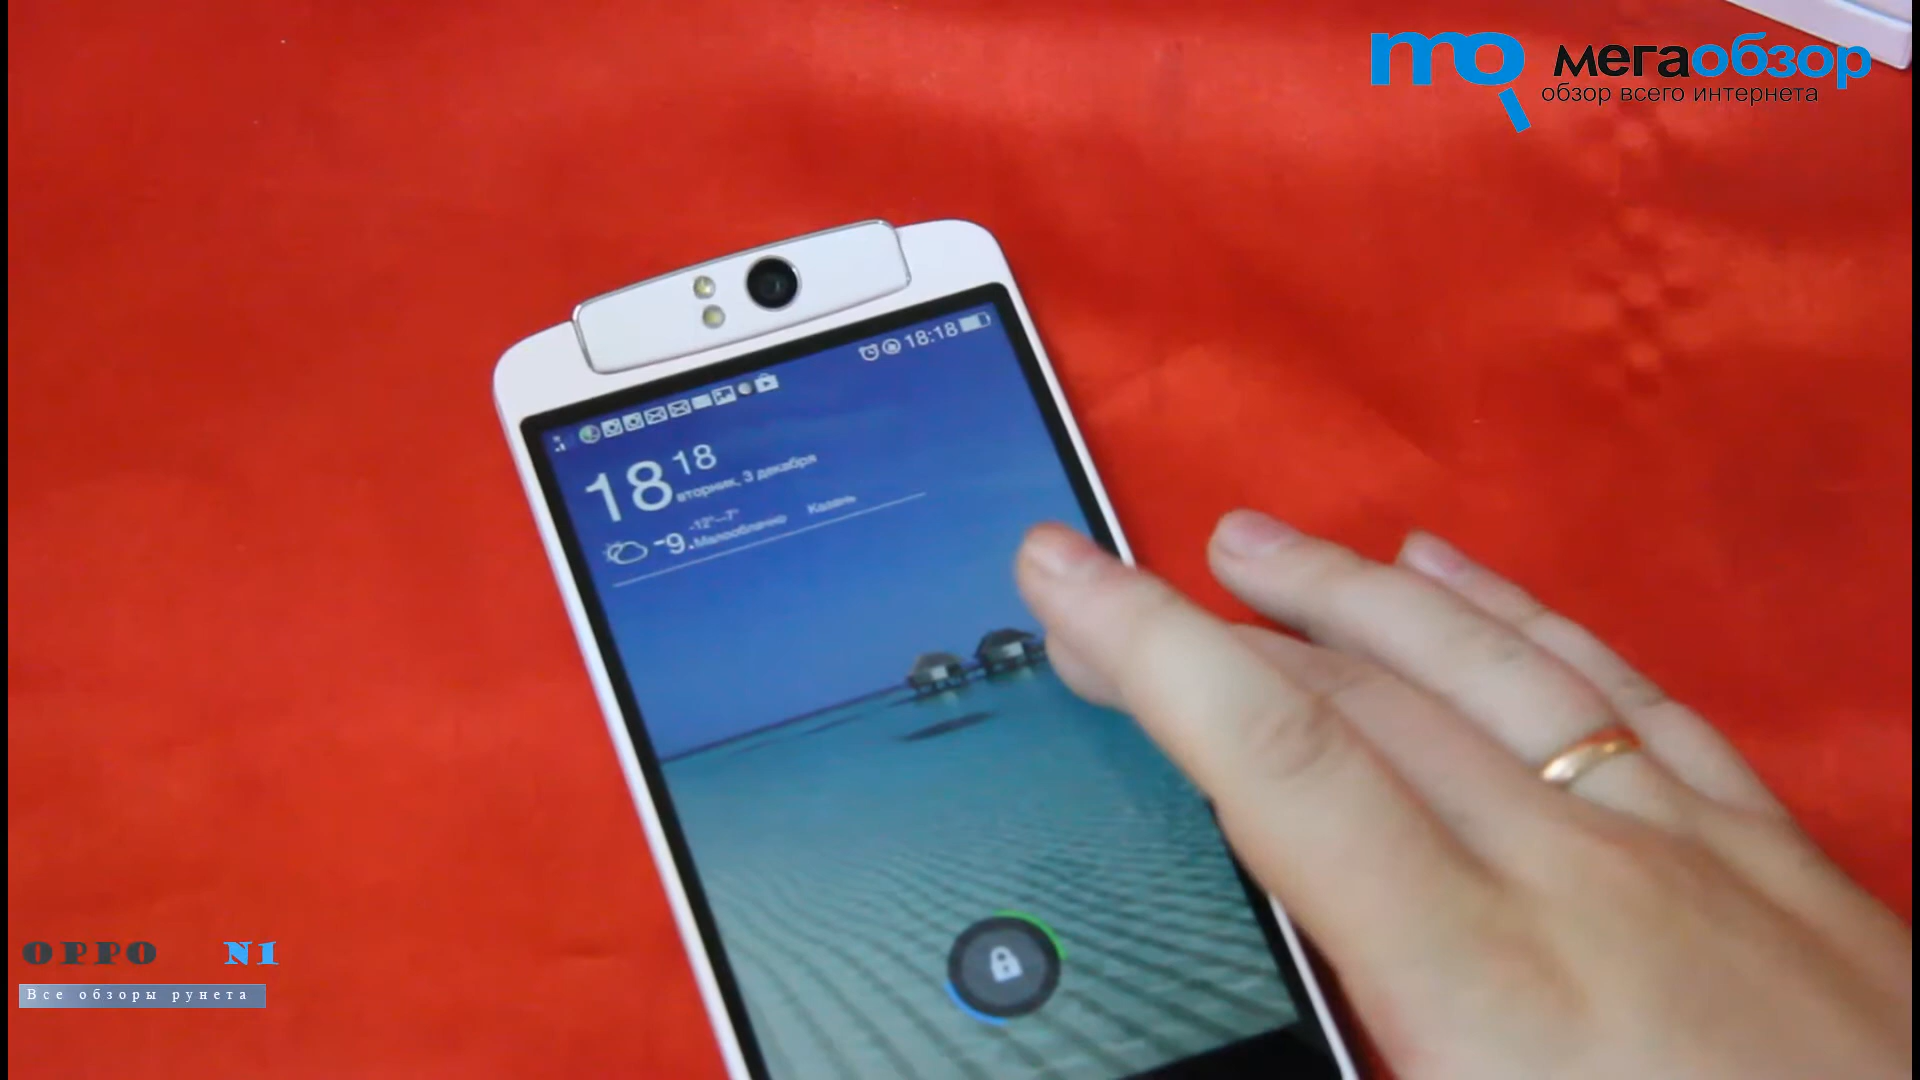 мегаобзор
обзор всего интернета
18:18
18 18
вторник, 3 декабря
-12°~-7°
-9. Малооблачно Казань
OPPO N1
Все обзоры рунета